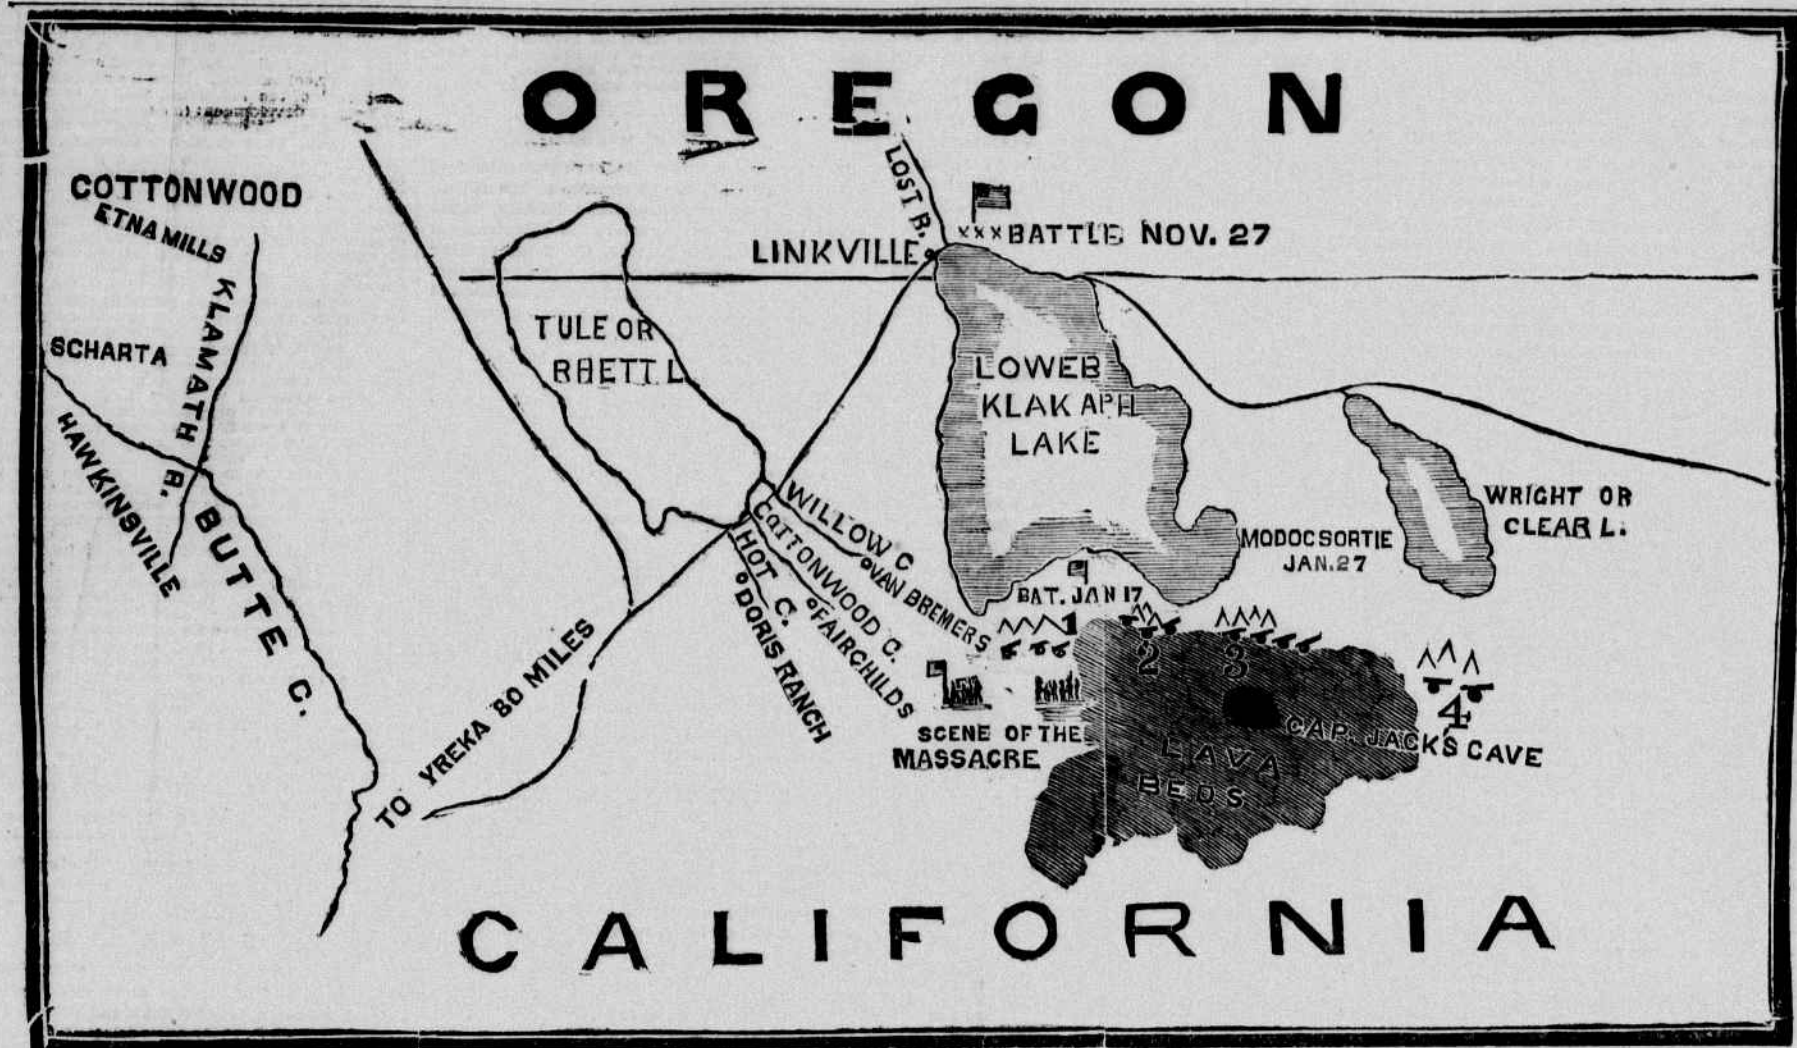 OREGON
COTTONWOOD
ETNA MILLS
KLAMATH R.
SCHARTA
HAWKINSVILLE
BUTTE C.
LOST R.
×××BATTLE NOV. 27
LINKVILLE
TULE OR
RHETT L
LOWER
KLAK APH
LAKE
WRIGHT OR
CLEAR L.
MODOC SORTIE
JAN. 27
WILLOW C
VAN BREMERS
COTTONWOOD C.
FAIRCHILDS
HOT C.
DORIS RANCH
TO YREKA 80 MILES
BAT. JAN 17
1
2
3
4
SCENE OF THE
MASSACRE
CAP. JACK'S CAVE
LAVA
BEDS
CALIFORNIA